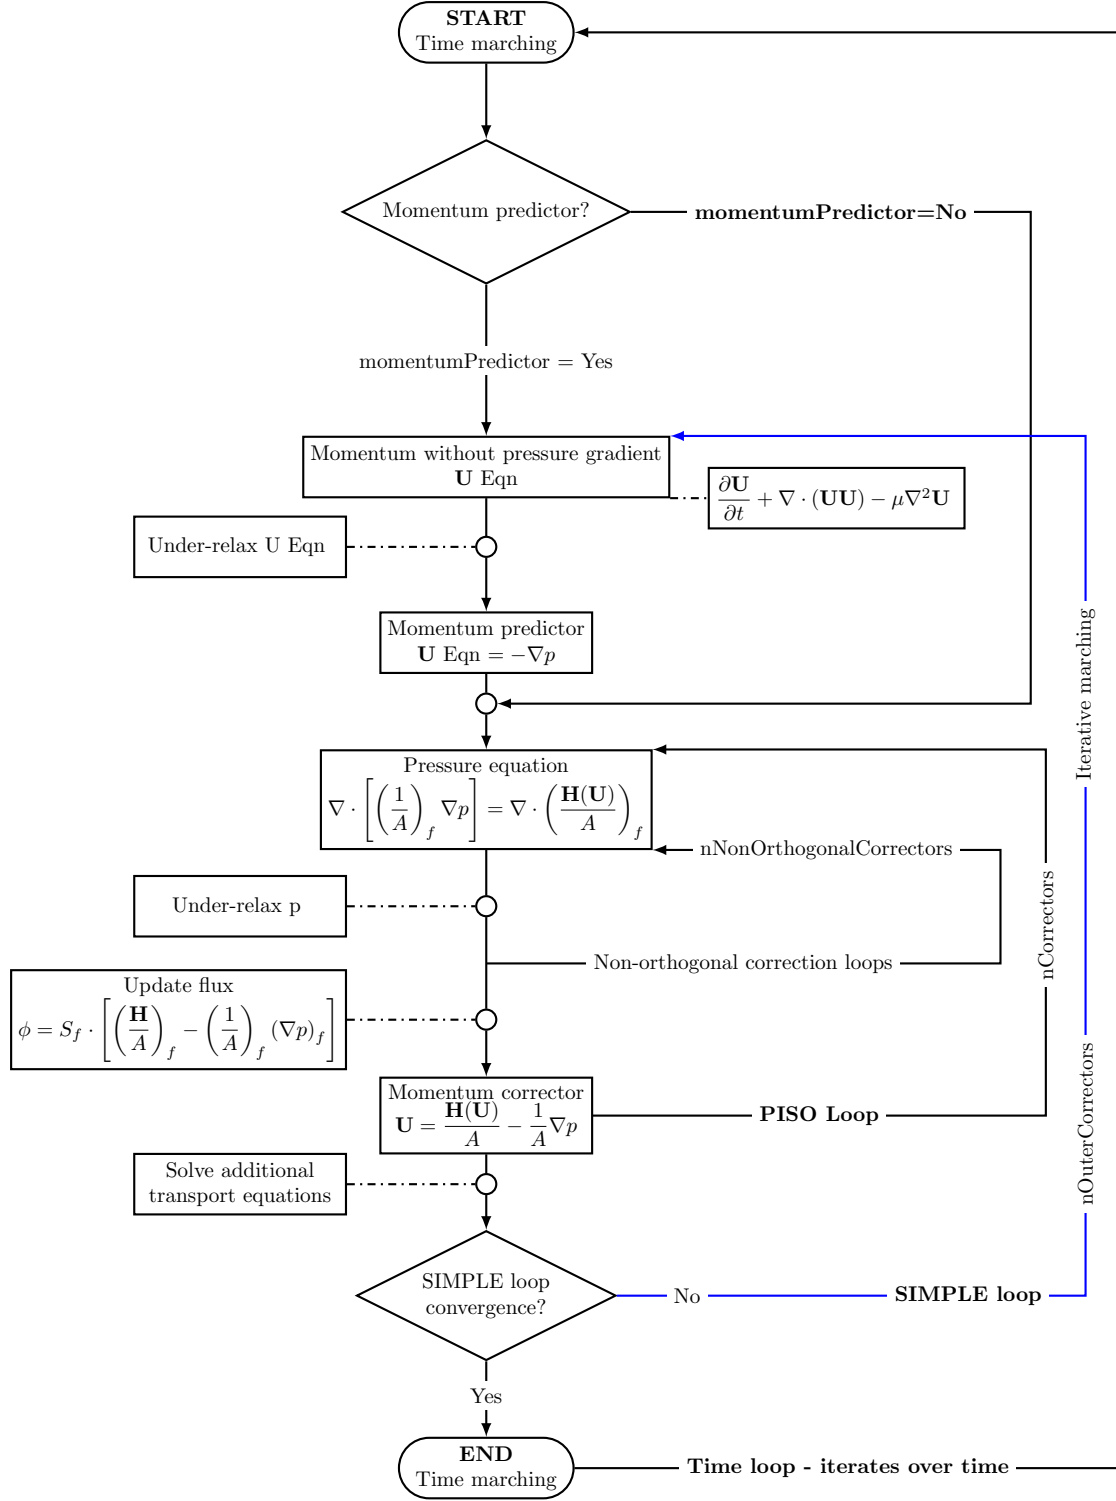 START
Time marching
Momentum predictor?
momentumPredictor=No
momentumPredictor = Yes
Momentum without pressure gradient
U Eqn
∂U/∂t + ∇ · (UU) − μ∇²U
Under-relax U Eqn
Momentum predictor
U Eqn = −∇p
Iterative marching
Pressure equation
∇ · [(1/A)_f ∇p] = ∇ · (H(U)/A)_f
nNonOrthogonalCorrectors
Under-relax p
nCorrectors
Non-orthogonal correction loops
Update flux
ϕ = S_f · [(H/A)_f − (1/A)_f (∇p)_f]
Momentum corrector
U = H(U)/A − 1/A ∇p
PISO Loop
nOuterCorrectors
Solve additional
transport equations
SIMPLE loop
convergence?
No
SIMPLE loop
Yes
END
Time marching
Time loop - iterates over time